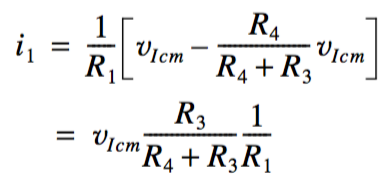 i₁ = \frac{1}{R_1}\left[ v_{Icm} - \frac{R_4}{R_4 + R_3} v_{Icm} \right]
= v_{Icm} \frac{R_3}{R_4 + R_3} \frac{1}{R_1}